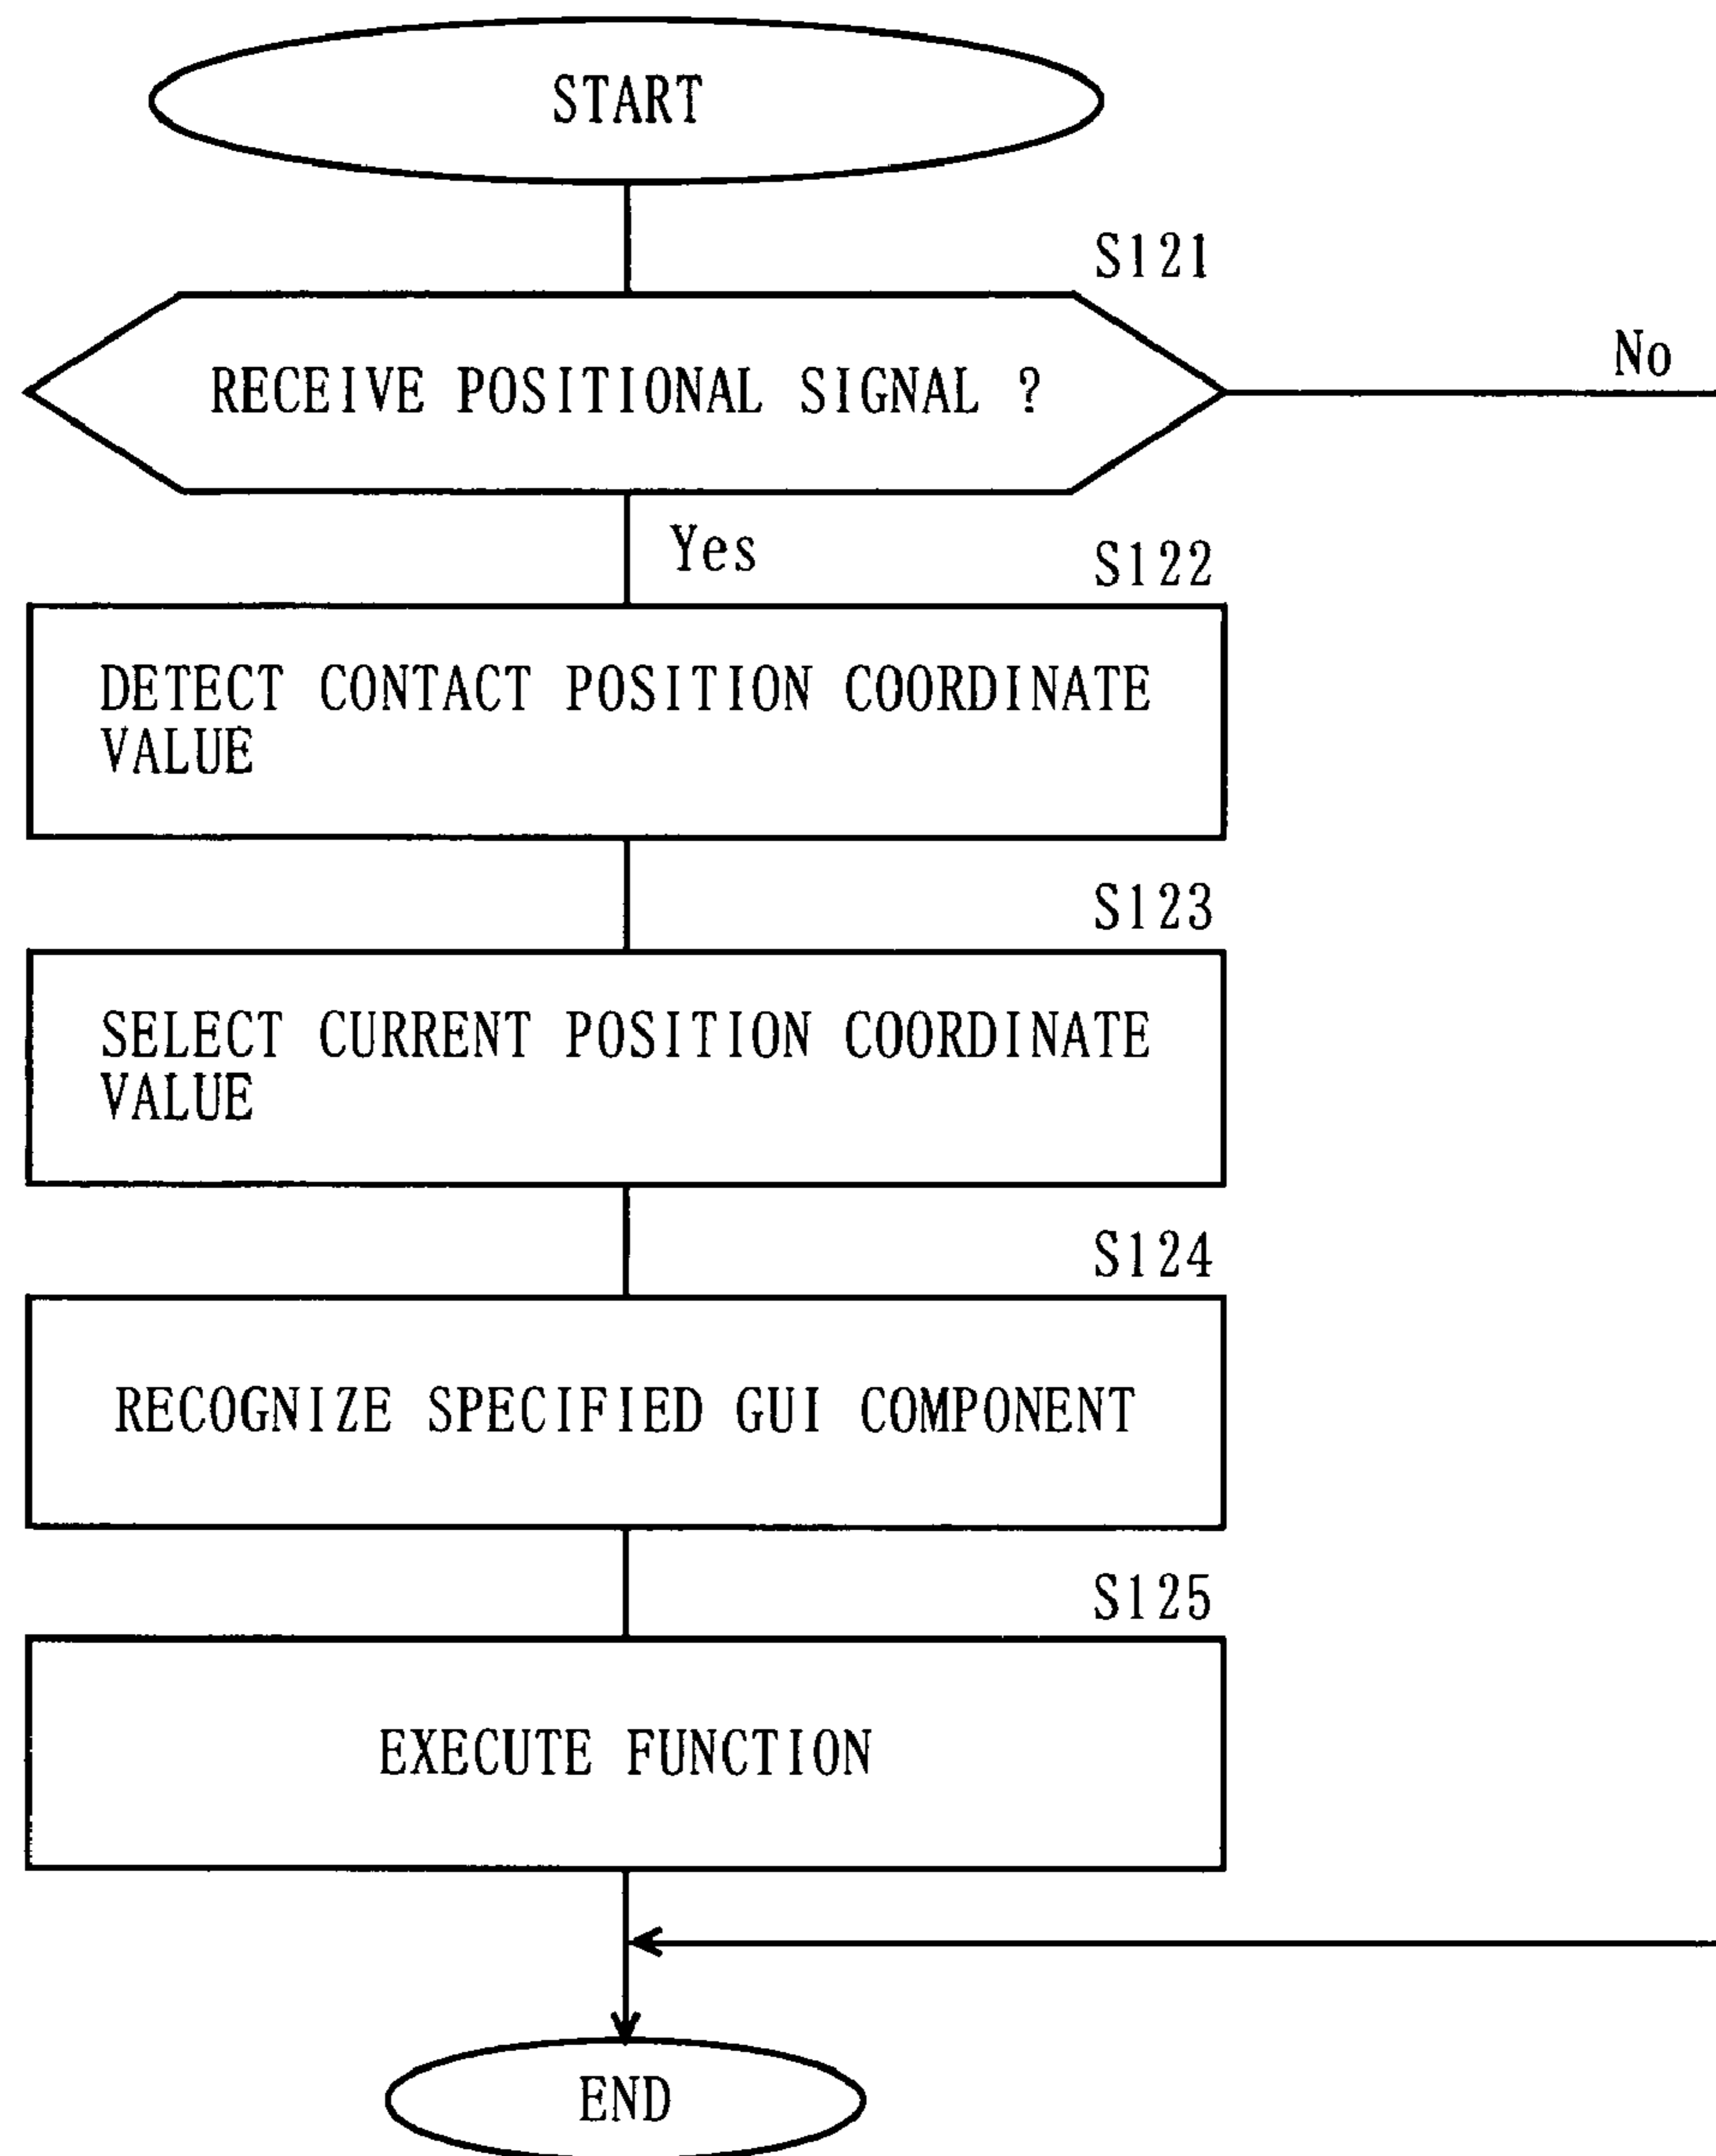 START
S121
RECEIVE POSITIONAL SIGNAL ?
No
Yes
S122
DETECT CONTACT POSITION COORDINATE
VALUE
S123
SELECT CURRENT POSITION COORDINATE
VALUE
S124
RECOGNIZE SPECIFIED GUI COMPONENT
S125
EXECUTE FUNCTION
END